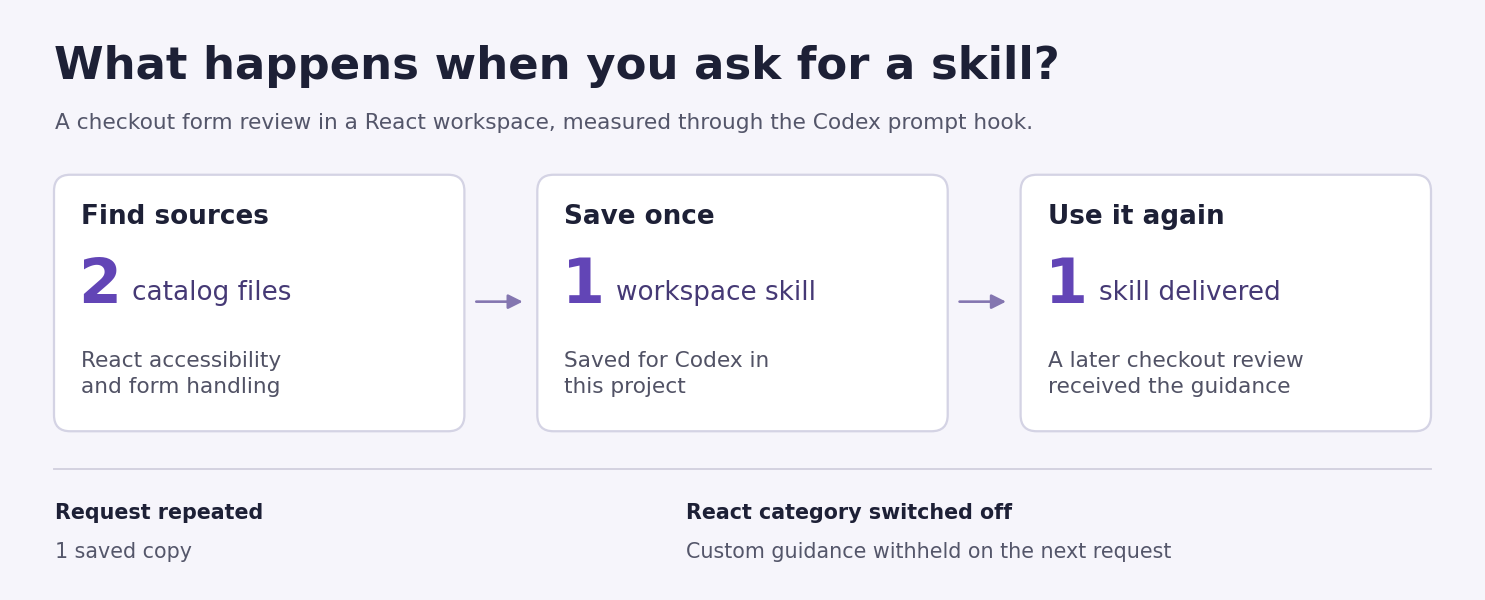 What happens when you ask for a skill?
A checkout form review in a React workspace, measured through the Codex prompt hook.
Find sources
2 catalog files
React accessibility
and form handling
Save once
1 workspace skill
Saved for Codex in
this project
Use it again
1 skill delivered
A later checkout review
received the guidance
Request repeated
1 saved copy
React category switched off
Custom guidance withheld on the next request